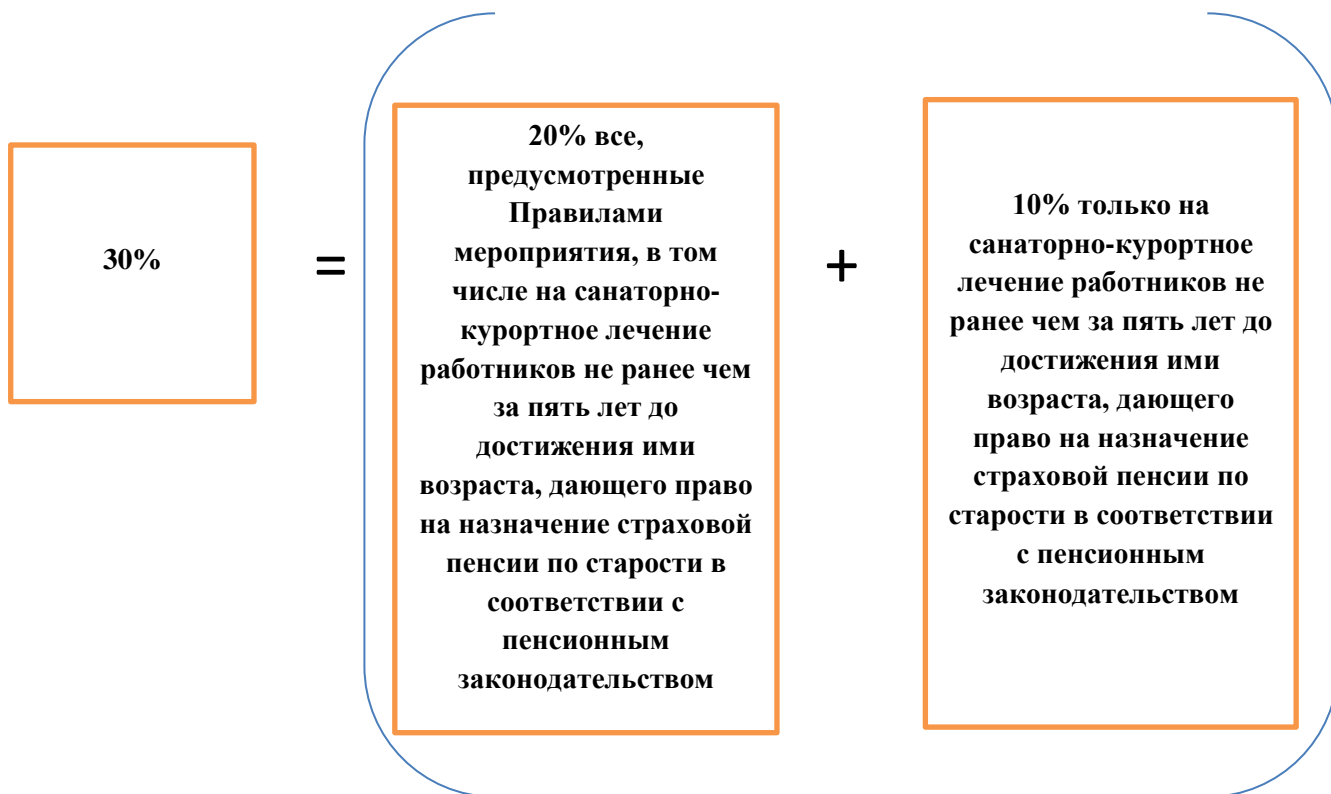 30%
=
20% все,
предусмотренные
Правилами
мероприятия, в том
числе на санаторно-
курортное лечение
работников не ранее чем
за пять лет до
достижения ими
возраста, дающего право
на назначение страховой
пенсии по старости в
соответствии с
пенсионным
законодательством
+
10% только на
санаторно-курортное
лечение работников не
ранее чем за пять лет до
достижения ими
возраста, дающего
право на назначение
страховой пенсии по
старости в соответствии
с пенсионным
законодательством